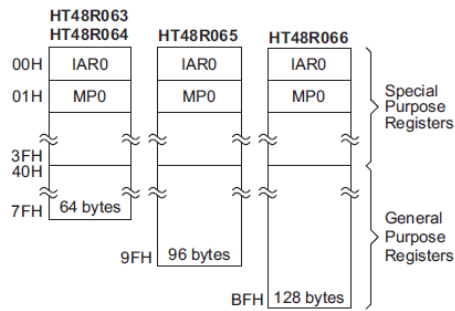 HT48R063
HT48R064
HT48R065
HT48R066
00H
IAR0
IAR0
IAR0
01H
MP0
MP0
MP0
Special
Purpose
Registers
3FH
40H
7FH
64 bytes
General
Purpose
Registers
9FH
96 bytes
BFH
128 bytes